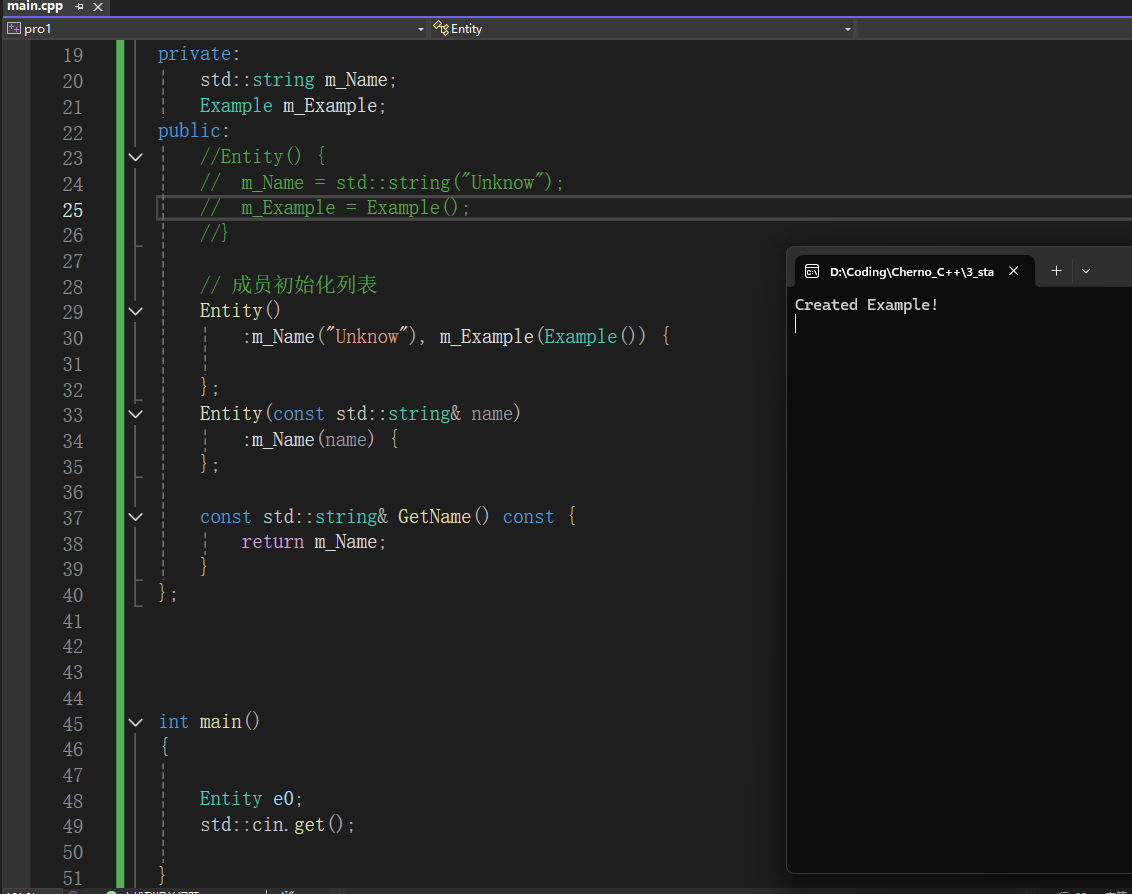 main.cpp
pro1 Entity
19 private:
20 std::string m_Name;
21 Example m_Example;
22 public:
23 //Entity() {
24 // m_Name = std::string("Unknow");
25 // m_Example = Example();
26 //}
27
28 // 成员初始化列表
29 Entity()
30 :m_Name("Unknow"), m_Example(Example()) {
31
32 };
33 Entity(const std::string& name)
34 :m_Name(name) {
35 };
36
37 const std::string& GetName() const {
38 return m_Name;
39 }
40 };
41
42
43
44
45 int main()
46 {
47
48 Entity e0;
49 std::cin.get();
50
51 }
D:\Coding\Cherno_C++\3_sta
Created Example!